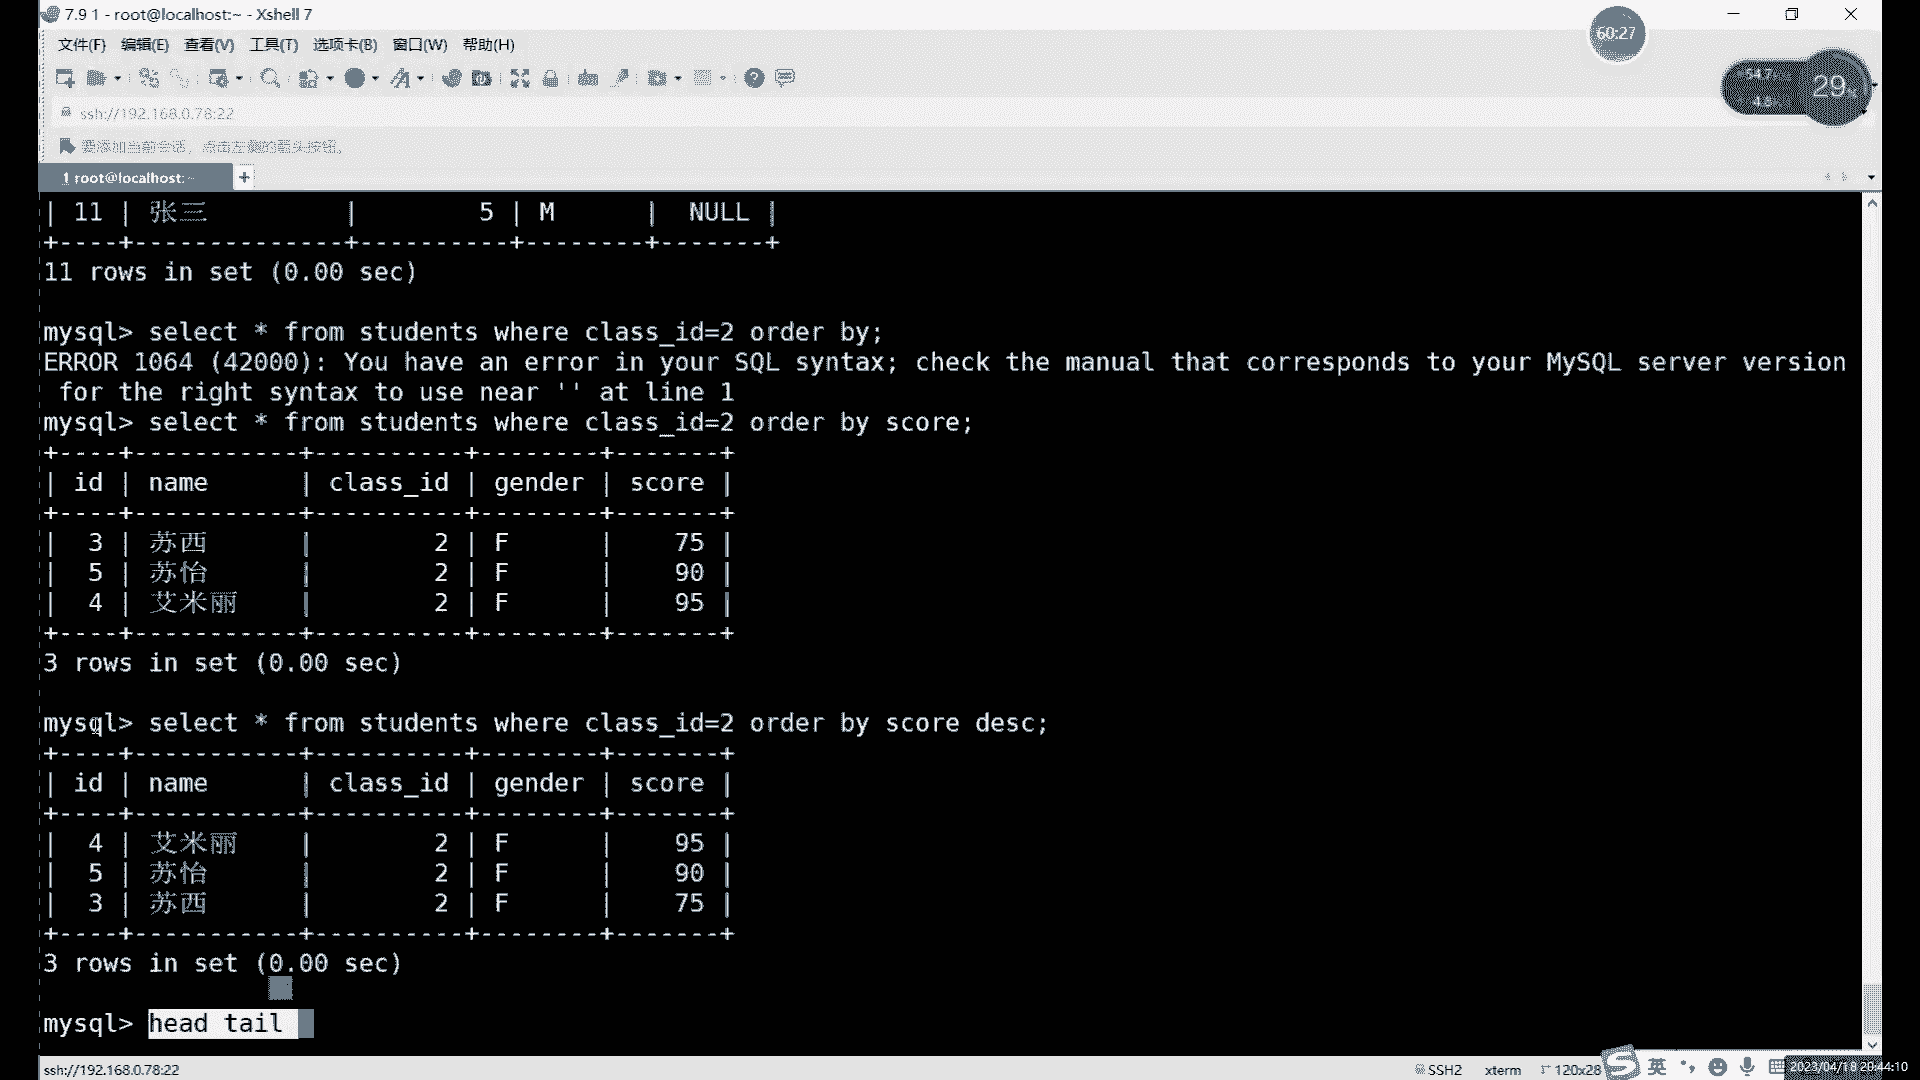 7.9 1 - root@localhost:~ - Xshell 7
60:27
文件(F) 编辑(E) 查看(V) 工具(T) 选项卡(B) 窗口(W) 帮助(H)
29%
ssh://192.168.0.78:22
要添加当前会话，点击左侧的箭头按钮。
1 root@localhost:~ +
| 11 | 张三 | 5 | M | NULL |
+----+--------------+----------+--------+-------+
11 rows in set (0.00 sec)
mysql> select * from students where class_id=2 order by;
ERROR 1064 (42000): You have an error in your SQL syntax; check the manual that corresponds to your MySQL server version
for the right syntax to use near '' at line 1
mysql> select * from students where class_id=2 order by score;
+----+-----------+----------+--------+-------+
| id | name | class_id | gender | score |
+----+-----------+----------+--------+-------+
| 3 | 苏西 | 2 | F | 75 |
| 5 | 苏怡 | 2 | F | 90 |
| 4 | 艾米丽 | 2 | F | 95 |
+----+-----------+----------+--------+-------+
3 rows in set (0.00 sec)
mysql> select * from students where class_id=2 order by score desc;
+----+-----------+----------+--------+-------+
| id | name | class_id | gender | score |
+----+-----------+----------+--------+-------+
| 4 | 艾米丽 | 2 | F | 95 |
| 5 | 苏怡 | 2 | F | 90 |
| 3 | 苏西 | 2 | F | 75 |
+----+-----------+----------+--------+-------+
3 rows in set (0.00 sec)
mysql> head tail
ssh://192.168.0.78:22 SSH2 xterm 120x28 英 2023/04/18 20:44:10